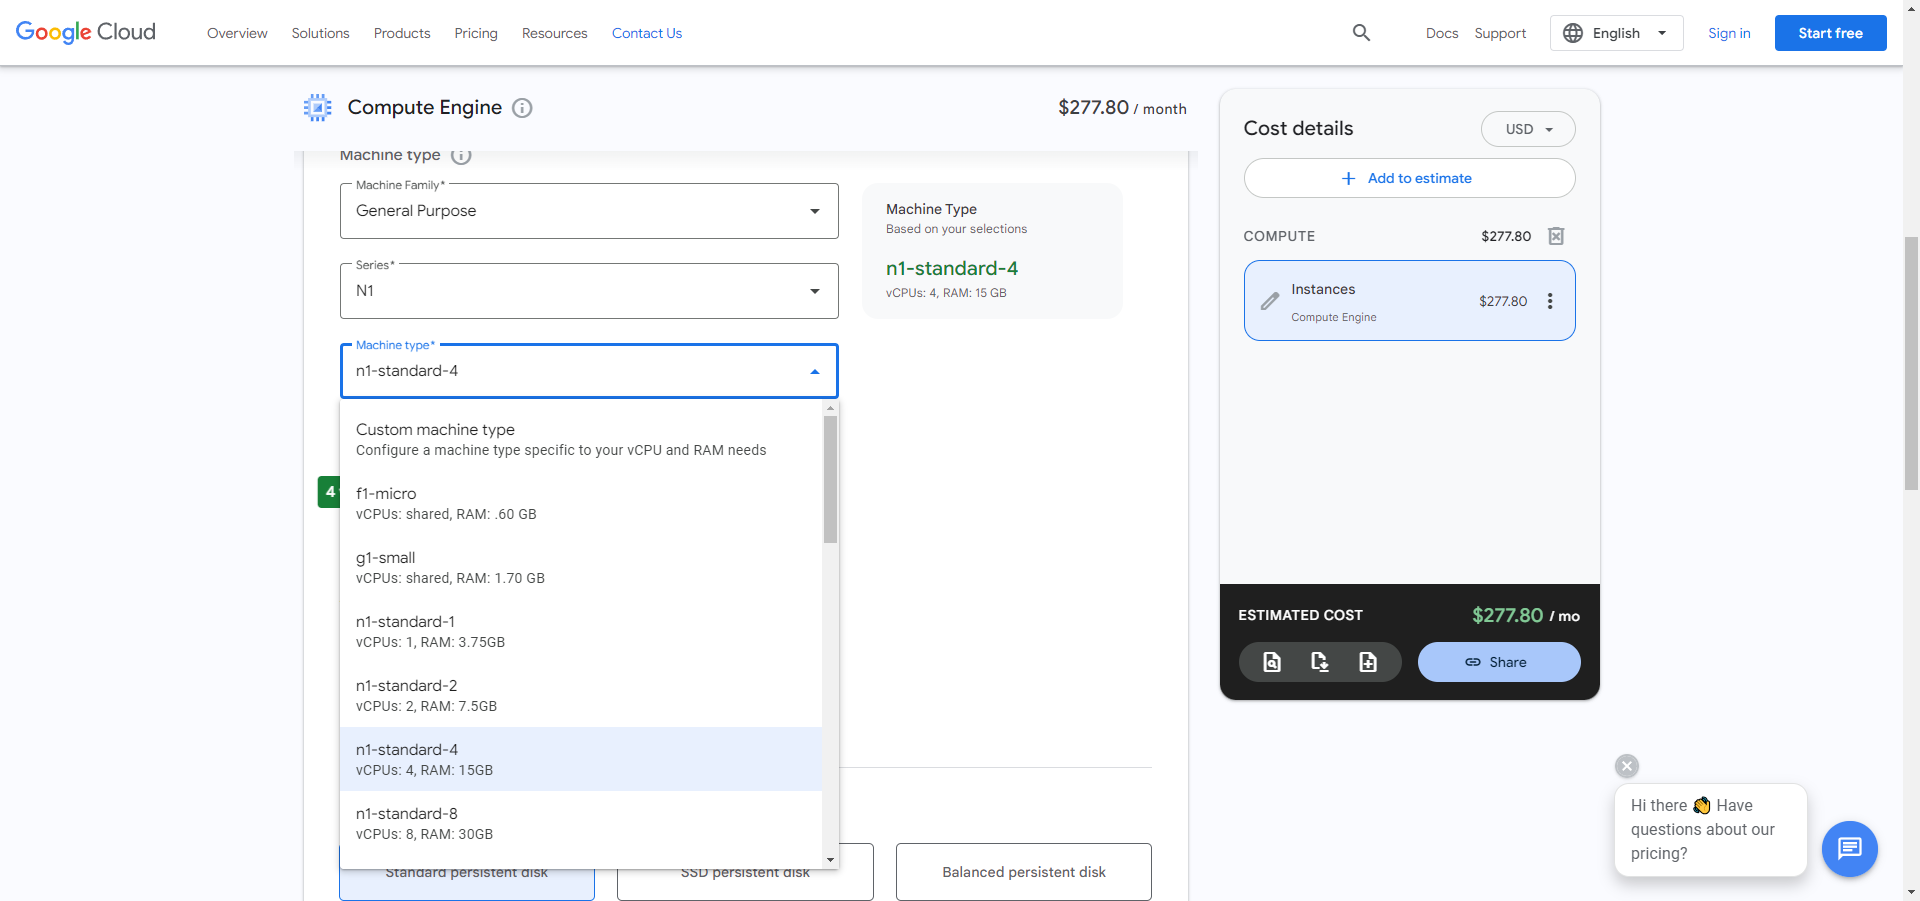 Google Cloud
Overview
Solutions
Products
Pricing
Resources
Contact Us
Docs
Support
English
Sign in
Start free
Compute Engine
$277.80 / month
Machine type
Machine Family*
General Purpose
Series*
N1
Machine type*
n1-standard-4
Machine Type
Based on your selections
n1-standard-4
vCPUs: 4, RAM: 15 GB
Custom machine type
Configure a machine type specific to your vCPU and RAM needs
4
f1-micro
vCPUs: shared, RAM: .60 GB
g1-small
vCPUs: shared, RAM: 1.70 GB
n1-standard-1
vCPUs: 1, RAM: 3.75GB
n1-standard-2
vCPUs: 2, RAM: 7.5GB
n1-standard-4
vCPUs: 4, RAM: 15GB
n1-standard-8
vCPUs: 8, RAM: 30GB
Standard persistent disk
SSD persistent disk
Balanced persistent disk
Cost details
USD
Add to estimate
COMPUTE
$277.80
Instances
Compute Engine
$277.80
ESTIMATED COST
$277.80 / mo
Share
Hi there 👋 Have
questions about our
pricing?